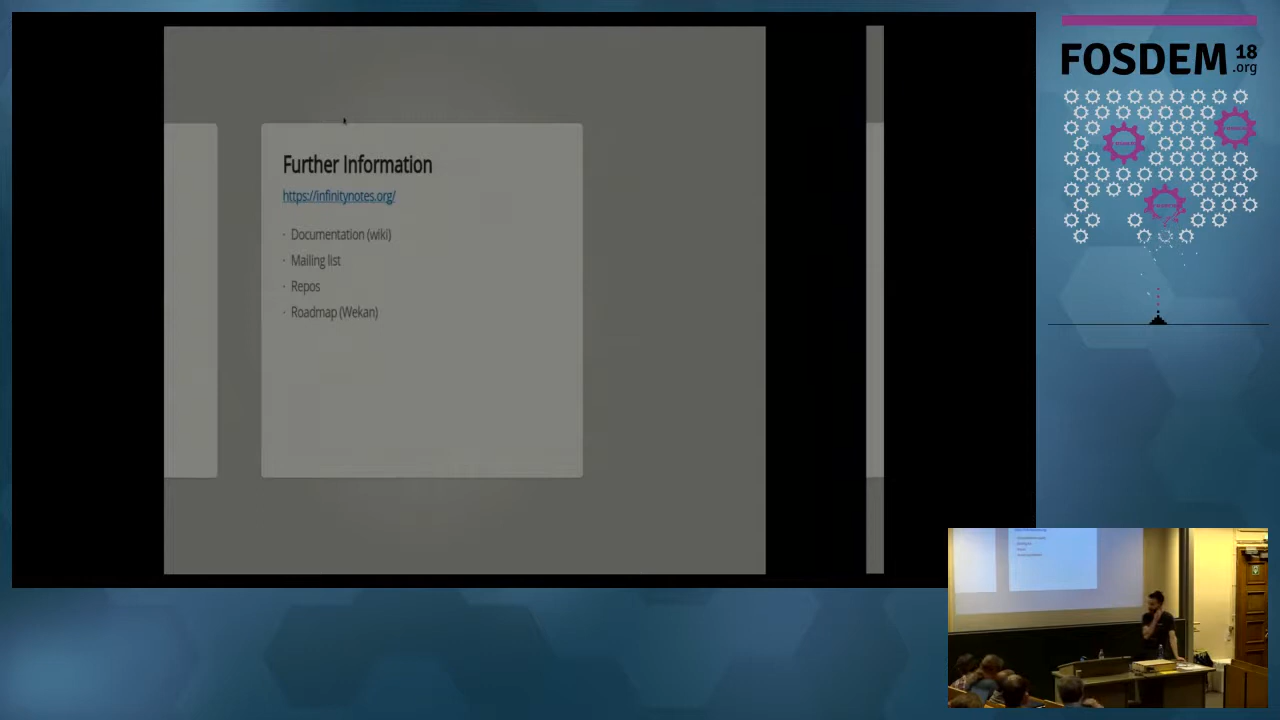 Further Information
https://infinitynotes.org/
· Documentation (wiki)
· Mailing list
· Repos
· Roadmap (Wekan)
FOSDEM 18
.org